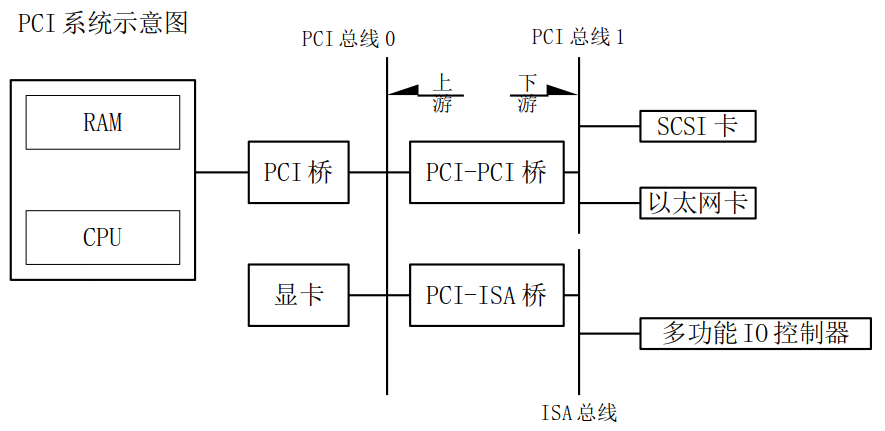 PCI 系统示意图
PCI 总线 0
PCI 总线 1
上游
下游
RAM
CPU
PCI 桥
PCI-PCI 桥
SCSI 卡
以太网卡
显卡
PCI-ISA 桥
多功能 IO 控制器
ISA 总线